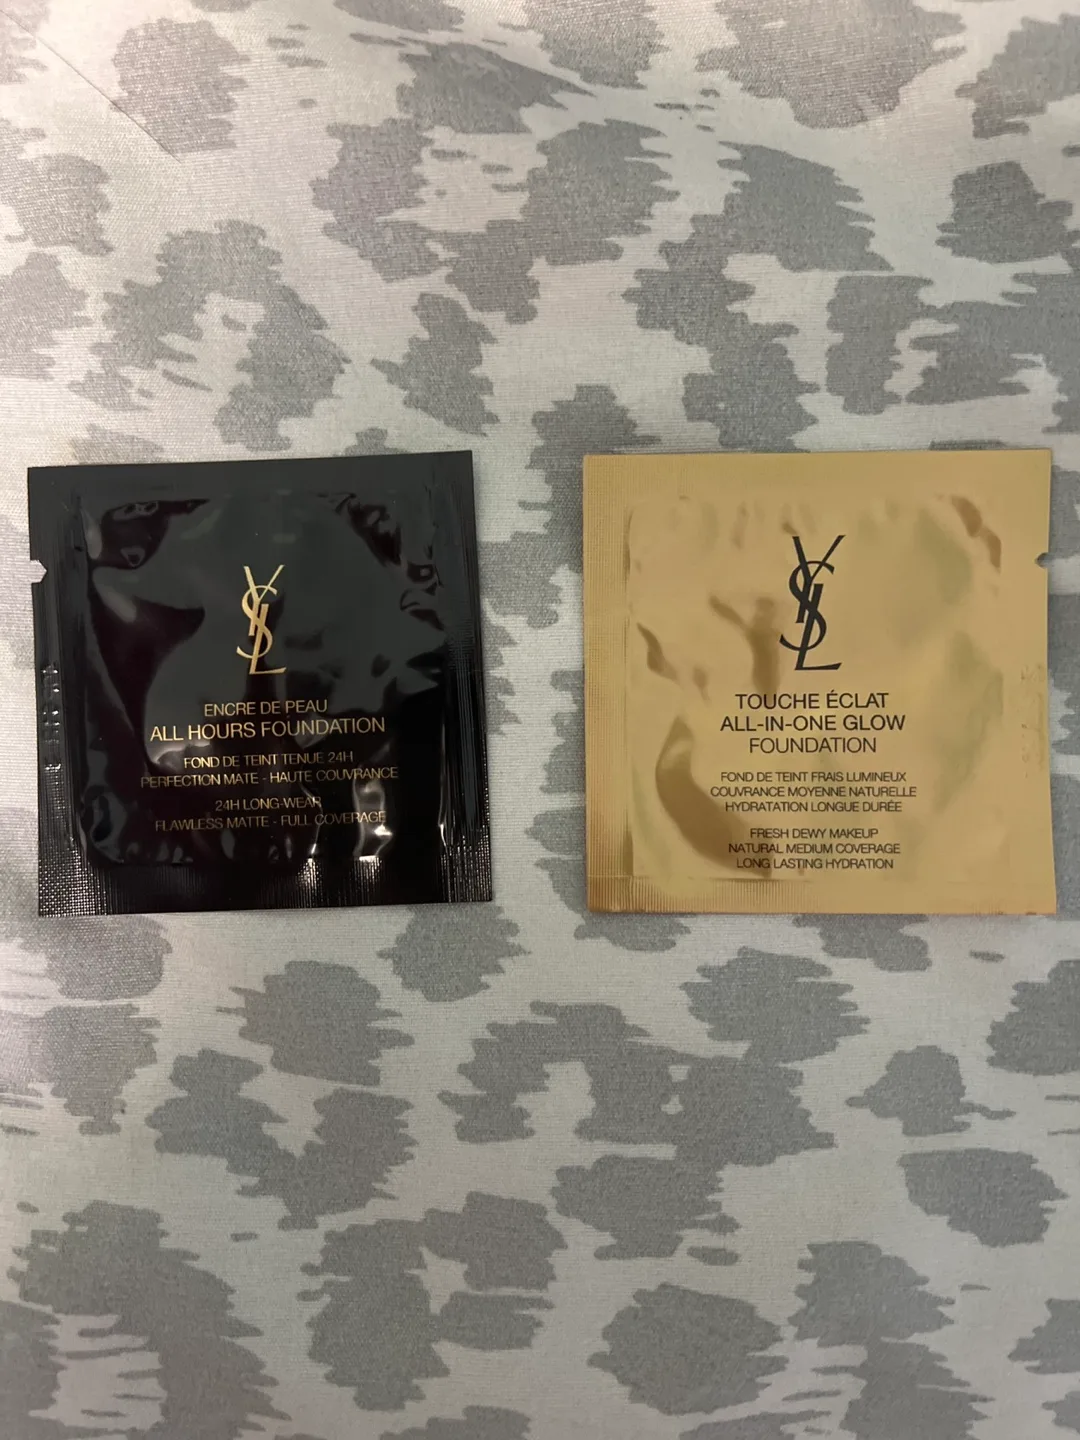 YSL
ENCRE DE PEAU
ALL HOURS FOUNDATION
FOND DE TEINT TENUE 24H
PERFECTION MATE - HAUTE COUVRANCE
24H LONG-WEAR
FLAWLESS MATTE - FULL COVERAGE
YSL
TOUCHE ÉCLAT
ALL-IN-ONE GLOW
FOUNDATION
FOND DE TEINT FRAIS LUMINEUX
COUVRANCE MOYENNE NATURELLE
HYDRATATION LONGUE DURÉE
FRESH DEWY MAKEUP
NATURAL MEDIUM COVERAGE
LONG LASTING HYDRATION